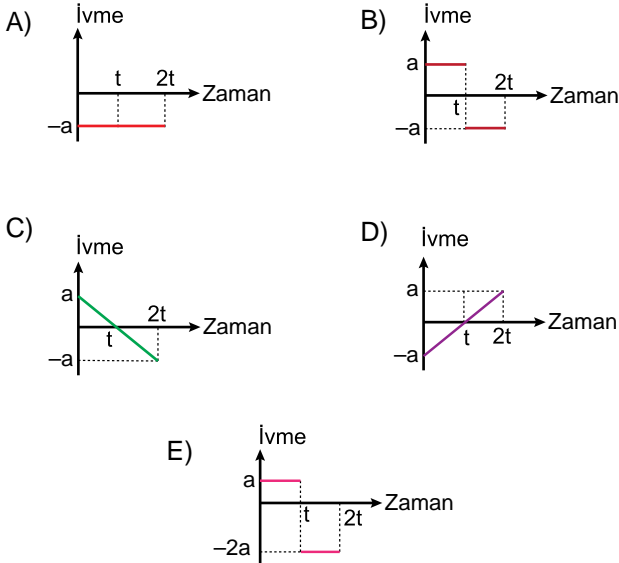 A)
İvme
t
2t
Zaman
–a
B)
İvme
a
2t
Zaman
t
–a
C)
İvme
a
2t
Zaman
t
–a
D)
İvme
a
Zaman
t
2t
–a
E)
İvme
a
Zaman
t
2t
–2a